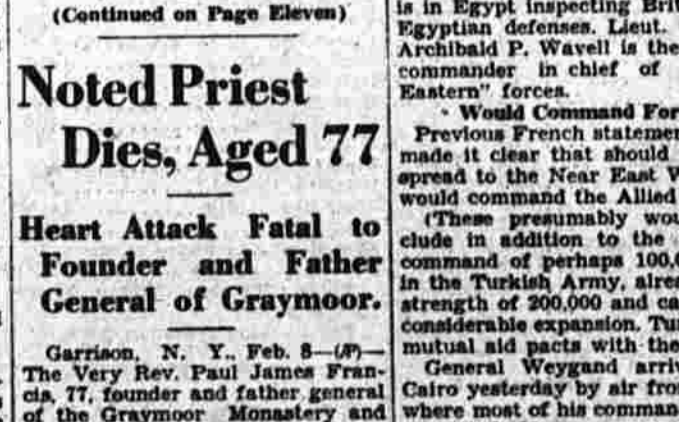 (Continued on Page Eleven)
Noted Priest
Dies, Aged 77
Heart Attack Fatal to
Founder and Father
General of Graymoor.
Garrison, N. Y., Feb. 8—(AP)—
The Very Rev. Paul James Fran-
cis, 77, founder and father general
of the Graymoor Monastery and
is in Egypt inspecting Brit
Egyptian defenses. Lieut.
Archibald P. Wavell is the
commander in chief of
Eastern" forces.
Would Command For
Previous French statemen
made it clear that should
spread to the Near East W
would command the Allied
(These presumably wou
clude in addition to the
command of perhaps 100,0
in the Turkish Army, alrea
strength of 200,000 and ca
considerable expansion. Tur
mutual aid pacts with the
General Weygand arriv
Cairo yesterday by air fro
where most of his comman